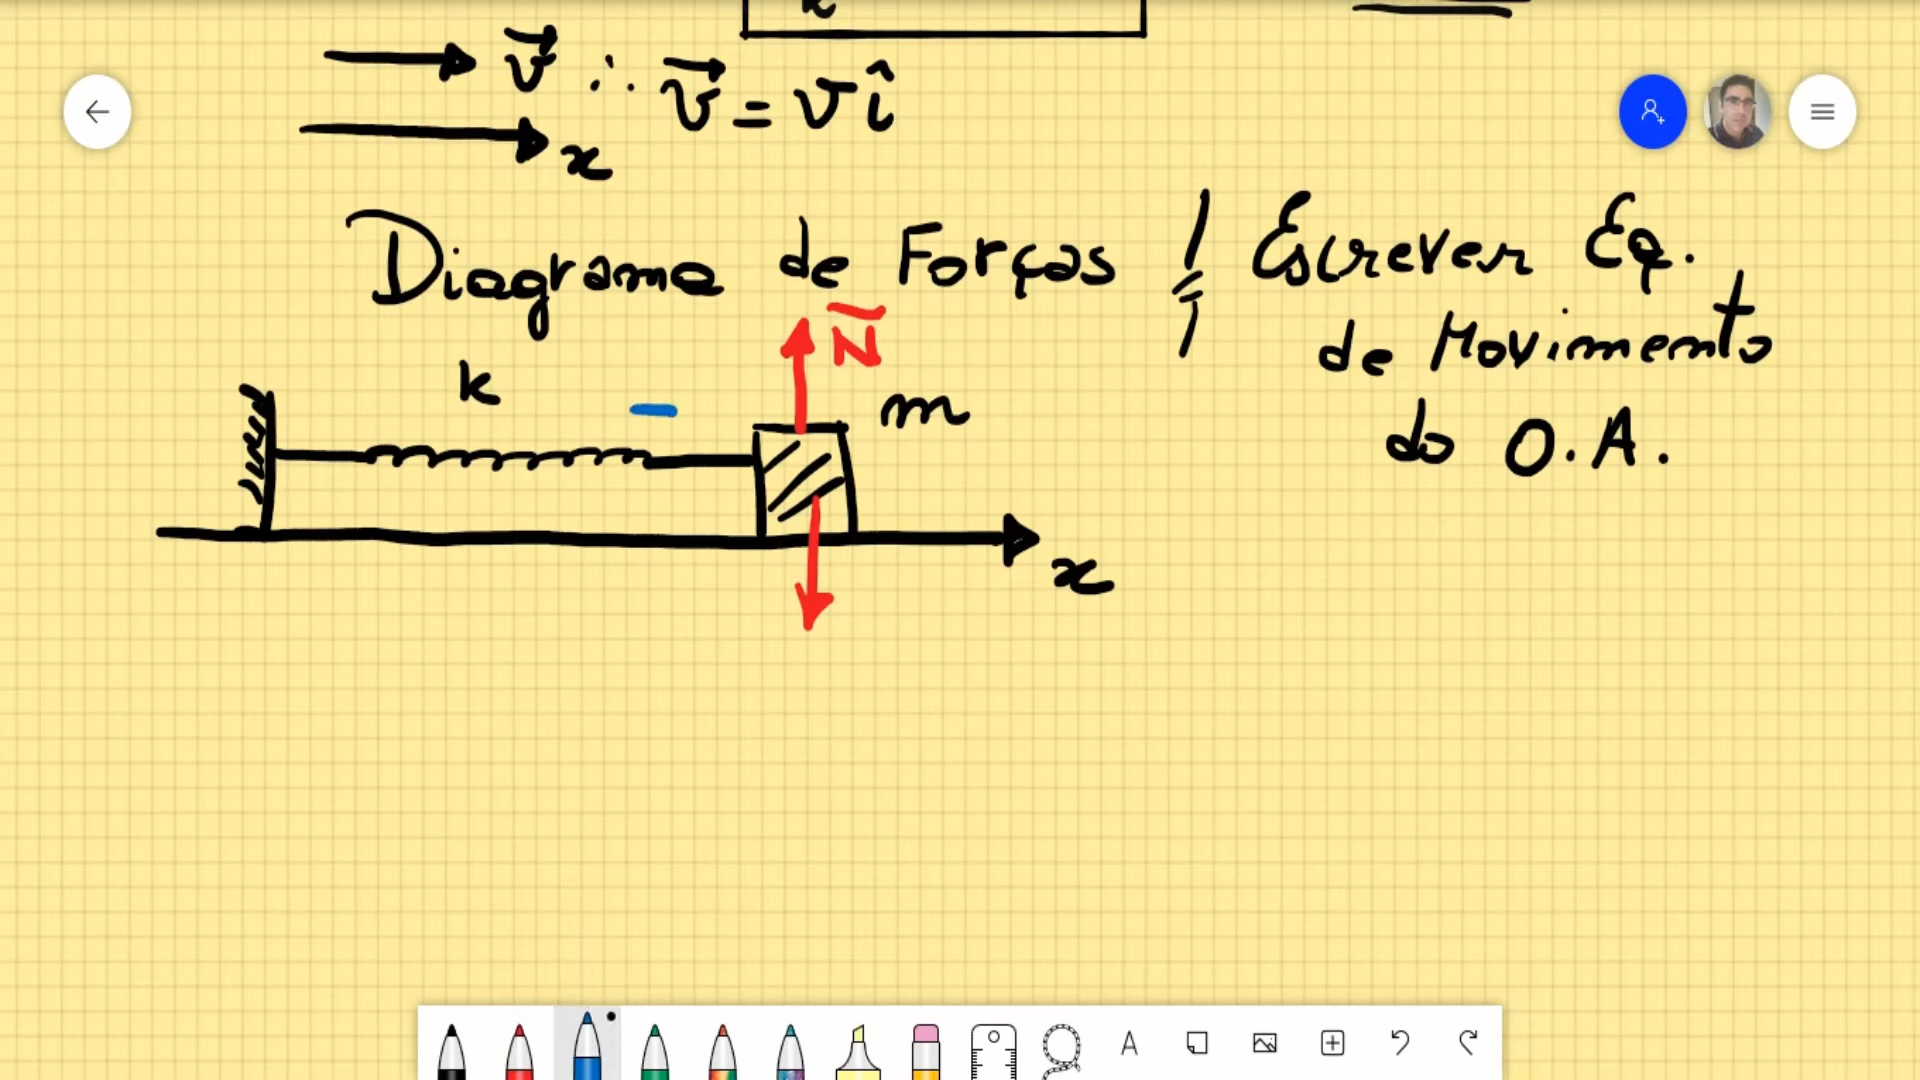 k
v⃗ ∴ v⃗ = v î
x
Diagrama de Forças p/ Escrever Eq.
de Movimento
do O.A.
N⃗
k
m
x
A